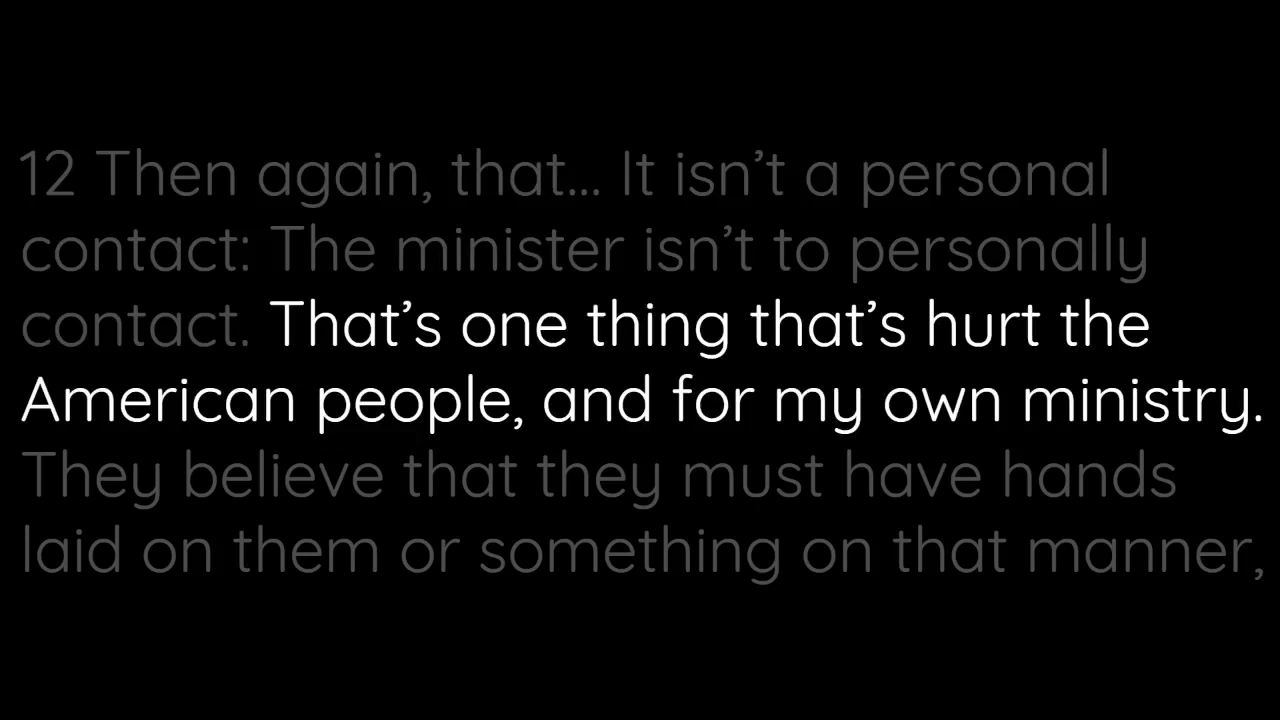 12 Then again, that... It isn’t a personal
contact: The minister isn’t to personally
contact. That’s one thing that’s hurt the
American people, and for my own ministry.
They believe that they must have hands
laid on them or something on that manner,